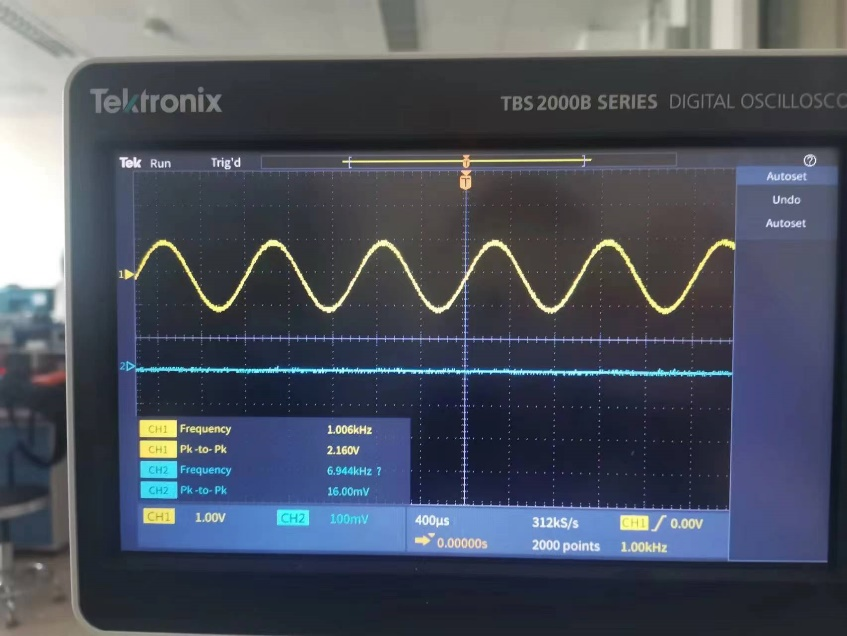 Tektronix
TBS 2000B SERIES DIGITAL OSCILLOSCO
Tek Run Trig'd
T
T
Autoset
Undo
Autoset
1
2
CH1 Frequency 1.006kHz
CH1 Pk-to-Pk 2.160V
CH2 Frequency 6.944kHz ?
CH2 Pk-to-Pk 16.00mV
CH1 1.00V CH2 100mV
400µs 312kS/s CH1 0.00V
0.00000s 2000 points 1.00kHz